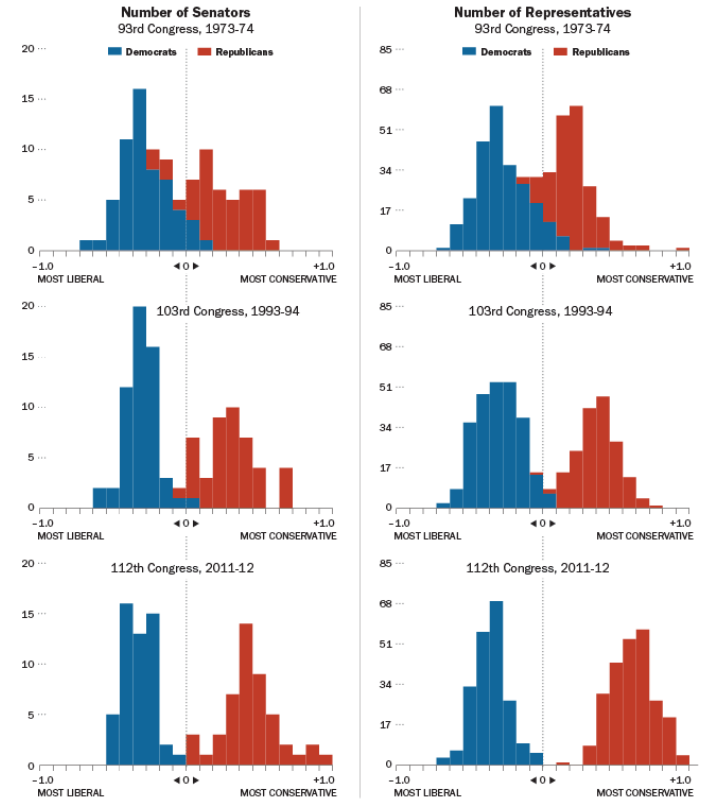 Number of Senators
93rd Congress, 1973-74
Democrats Republicans
20
15
10
5
0
–1.0 ◄ 0 ► +1.0
MOST LIBERAL MOST CONSERVATIVE
103rd Congress, 1993-94
20
15
10
5
0
–1.0 ◄ 0 ► +1.0
MOST LIBERAL MOST CONSERVATIVE
112th Congress, 2011-12
20
15
10
5
0
–1.0 ◄ 0 ► +1.0
MOST LIBERAL MOST CONSERVATIVE
Number of Representatives
93rd Congress, 1973-74
Democrats Republicans
85
68
51
34
17
0
–1.0 ◄ 0 ► +1.0
MOST LIBERAL MOST CONSERVATIVE
103rd Congress, 1993-94
85
68
51
34
17
0
–1.0 ◄ 0 ► +1.0
MOST LIBERAL MOST CONSERVATIVE
112th Congress, 2011-12
85
68
51
34
17
0
–1.0 ◄ 0 ► +1.0
MOST LIBERAL MOST CONSERVATIVE